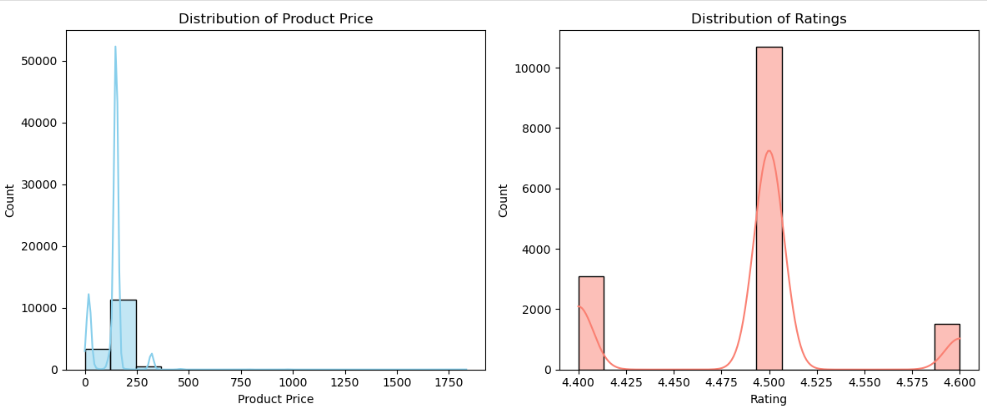 Distribution of Product Price
50000
40000
30000
20000
10000
0
Count
0 250 500 750 1000 1250 1500 1750
Product Price
Distribution of Ratings
10000
8000
6000
4000
2000
0
Count
4.400 4.425 4.450 4.475 4.500 4.525 4.550 4.575 4.600
Rating